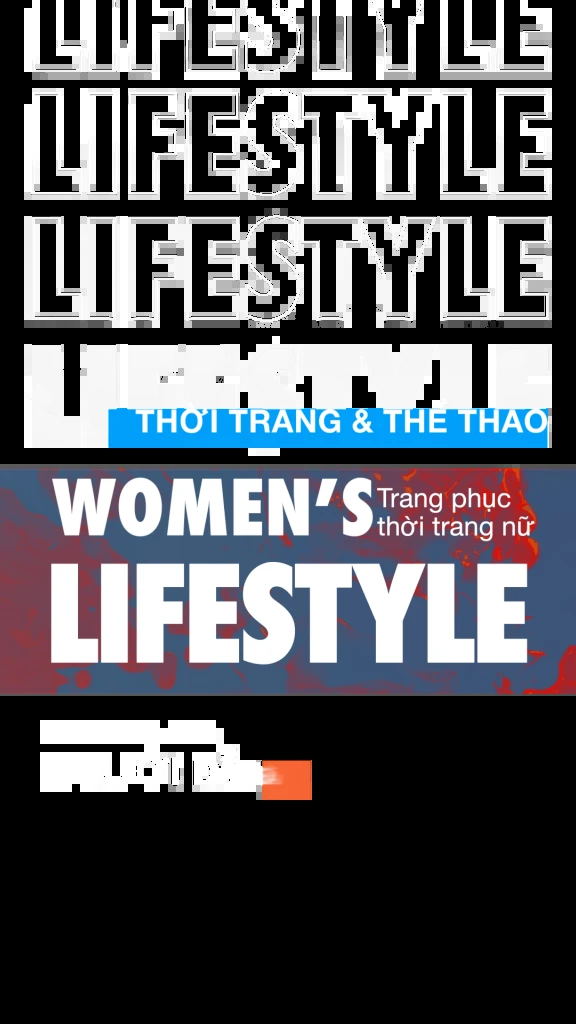 LIFESTYLE
LIFESTYLE
LIFESTYLE
LIFESTYLE
THỜI TRANG & THỂ THAO
WOMEN'S
Trang phục
thời trang nữ
LIFESTYLE